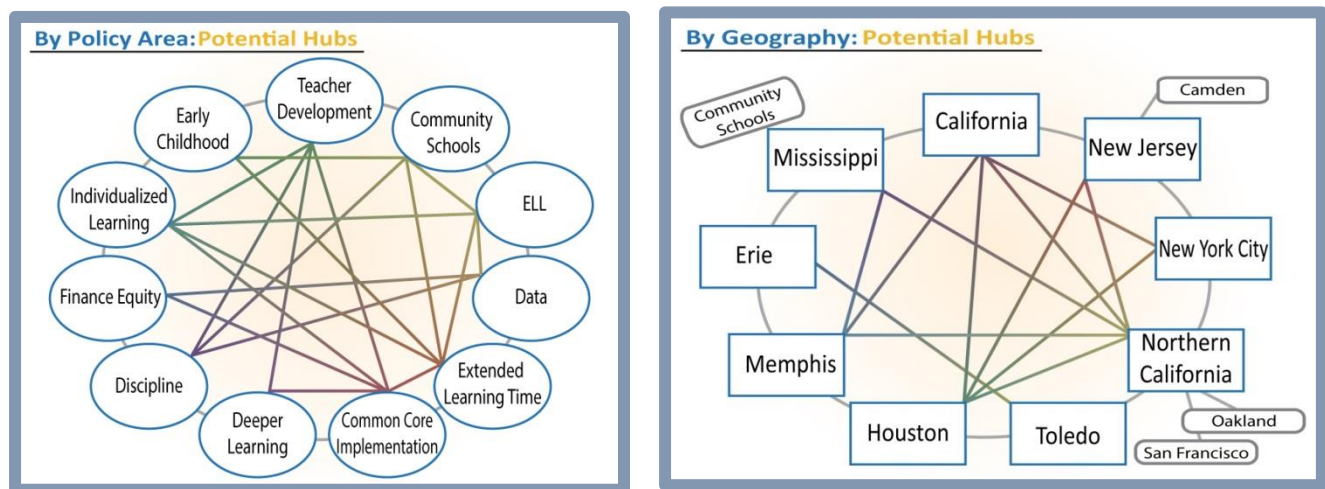 By Policy Area: Potential Hubs
Teacher
Development
Early
Childhood
Community
Schools
Individualized
Learning
ELL
Finance Equity
Data
Discipline
Extended
Learning Time
Deeper
Learning
Common Core
Implementation
By Geography: Potential Hubs
Community
Schools
Camden
California
Mississippi
New Jersey
Erie
New York City
Memphis
Northern
California
Houston
Toledo
Oakland
San Francisco